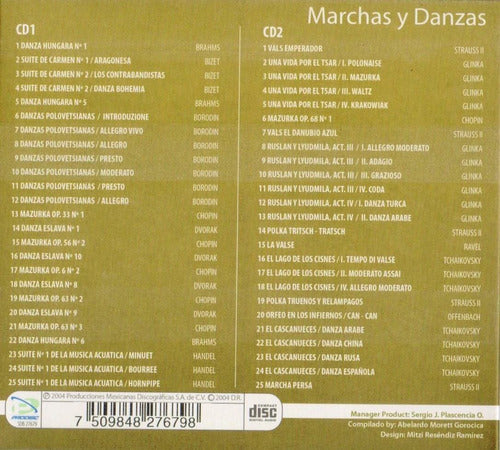 Marchas y Danzas
CD1
1 DANZA HUNGARA Nº 1 BRAHMS
2 SUITE DE CARMEN Nº 1 / ARAGONESA BIZET
3 SUITE DE CARMEN Nº 2 / LOS CONTRABANDISTAS BIZET
4 SUITE DE CARMEN Nº 2 / DANZA BOHEMIA BIZET
5 DANZA HUNGARA Nº 5 BRAHMS
6 DANZAS POLOVETSIANAS / INTRODUZIONE BORODIN
7 DANZAS POLOVETSIANAS / ALLEGRO VIVO BORODIN
8 DANZAS POLOVETSIANAS / ALLEGRO BORODIN
9 DANZAS POLOVETSIANAS / PRESTO BORODIN
10 DANZAS POLOVETSIANAS / MODERATO BORODIN
11 DANZAS POLOVETSIANAS / PRESTO BORODIN
12 DANZAS POLOVETSIANAS / ALLEGRO BORODIN
13 MAZURKA OP. 33 Nº 1 CHOPIN
14 DANZA ESLAVA Nº 1 DVORAK
15 MAZURKA OP. 56 Nº 2 CHOPIN
16 DANZA ESLAVA Nº 10 DVORAK
17 MAZURKA OP. 6 Nº 2 CHOPIN
18 DANZA ESLAVA Nº 8 DVORAK
19 MAZURKA OP. 63 Nº 2 CHOPIN
20 DANZA ESLAVA Nº 9 DVORAK
21 MAZURKA OP. 63 Nº 3 CHOPIN
22 DANZA HUNGARA Nº 6 BRAHMS
23 SUITE Nº 1 DE LA MUSICA ACUATICA / MINUET HANDEL
24 SUITE Nº 1 DE LA MUSICA ACUATICA / BOURREE HANDEL
25 SUITE Nº 1 DE LA MUSICA ACUATICA / HORNPIPE HANDEL
CD2
1 VALS EMPERADOR STRAUSS II
2 UNA VIDA POR EL TSAR / I. POLONAISE GLINKA
3 UNA VIDA POR EL TSAR / II. MAZURKA GLINKA
4 UNA VIDA POR EL TSAR / III. WALTZ GLINKA
5 UNA VIDA POR EL TSAR / IV. KRAKOWIAK GLINKA
6 MAZURKA OP. 68 Nº 1 CHOPIN
7 VALS EL DANUBIO AZUL STRAUSS II
8 RUSLAN Y LYUDMILA, ACT. III / I. ALLEGRO MODERATO GLINKA
9 RUSLAN Y LYUDMILA, ACT. III / II. ADAGIO GLINKA
10 RUSLAN Y LYUDMILA, ACT. III / III. GRAZIOSO GLINKA
11 RUSLAN Y LYUDMILA, ACT. III / IV. CODA GLINKA
12 RUSLAN Y LYUDMILA, ACT. IV / I. DANZA TURCA GLINKA
13 RUSLAN Y LYUDMILA, ACT. IV / II. DANZA ARABE GLINKA
14 POLKA TRITSCH - TRATSCH STRAUSS II
15 LA VALSE RAVEL
16 EL LAGO DE LOS CISNES / I. TEMPO DI VALSE TCHAIKOVSKY
17 EL LAGO DE LOS CISNES / II. MODERATO ASSAI TCHAIKOVSKY
18 EL LAGO DE LOS CISNES / IV. ALLEGRO MODERATO TCHAIKOVSKY
19 POLKA TRUENOS Y RELAMPAGOS STRAUSS II
20 ORFEO EN LOS INFIERNOS / CAN - CAN OFFENBACH
21 EL CASCANUECES / DANZA ARABE TCHAIKOVSKY
22 EL CASCANUECES / DANZA CHINA TCHAIKOVSKY
23 EL CASCANUECES / DANZA RUSA TCHAIKOVSKY
24 EL CASCANUECES / DANZA ESPAÑOLA TCHAIKOVSKY
25 MARCHA PERSA STRAUSS II
PRODISC
SDB 27679
Ⓟ 2004 Producciones Mexicanas Discográficas S.A. de C.V. © 2004 D.R.
7 509848 276798
COMPACT
disc
DIGITAL AUDIO
Manager Product: Sergio J. Plascencia O.
Compilado by: Abelardo Morett Gorocica
Design: Mitzi Reséndiz Ramirez